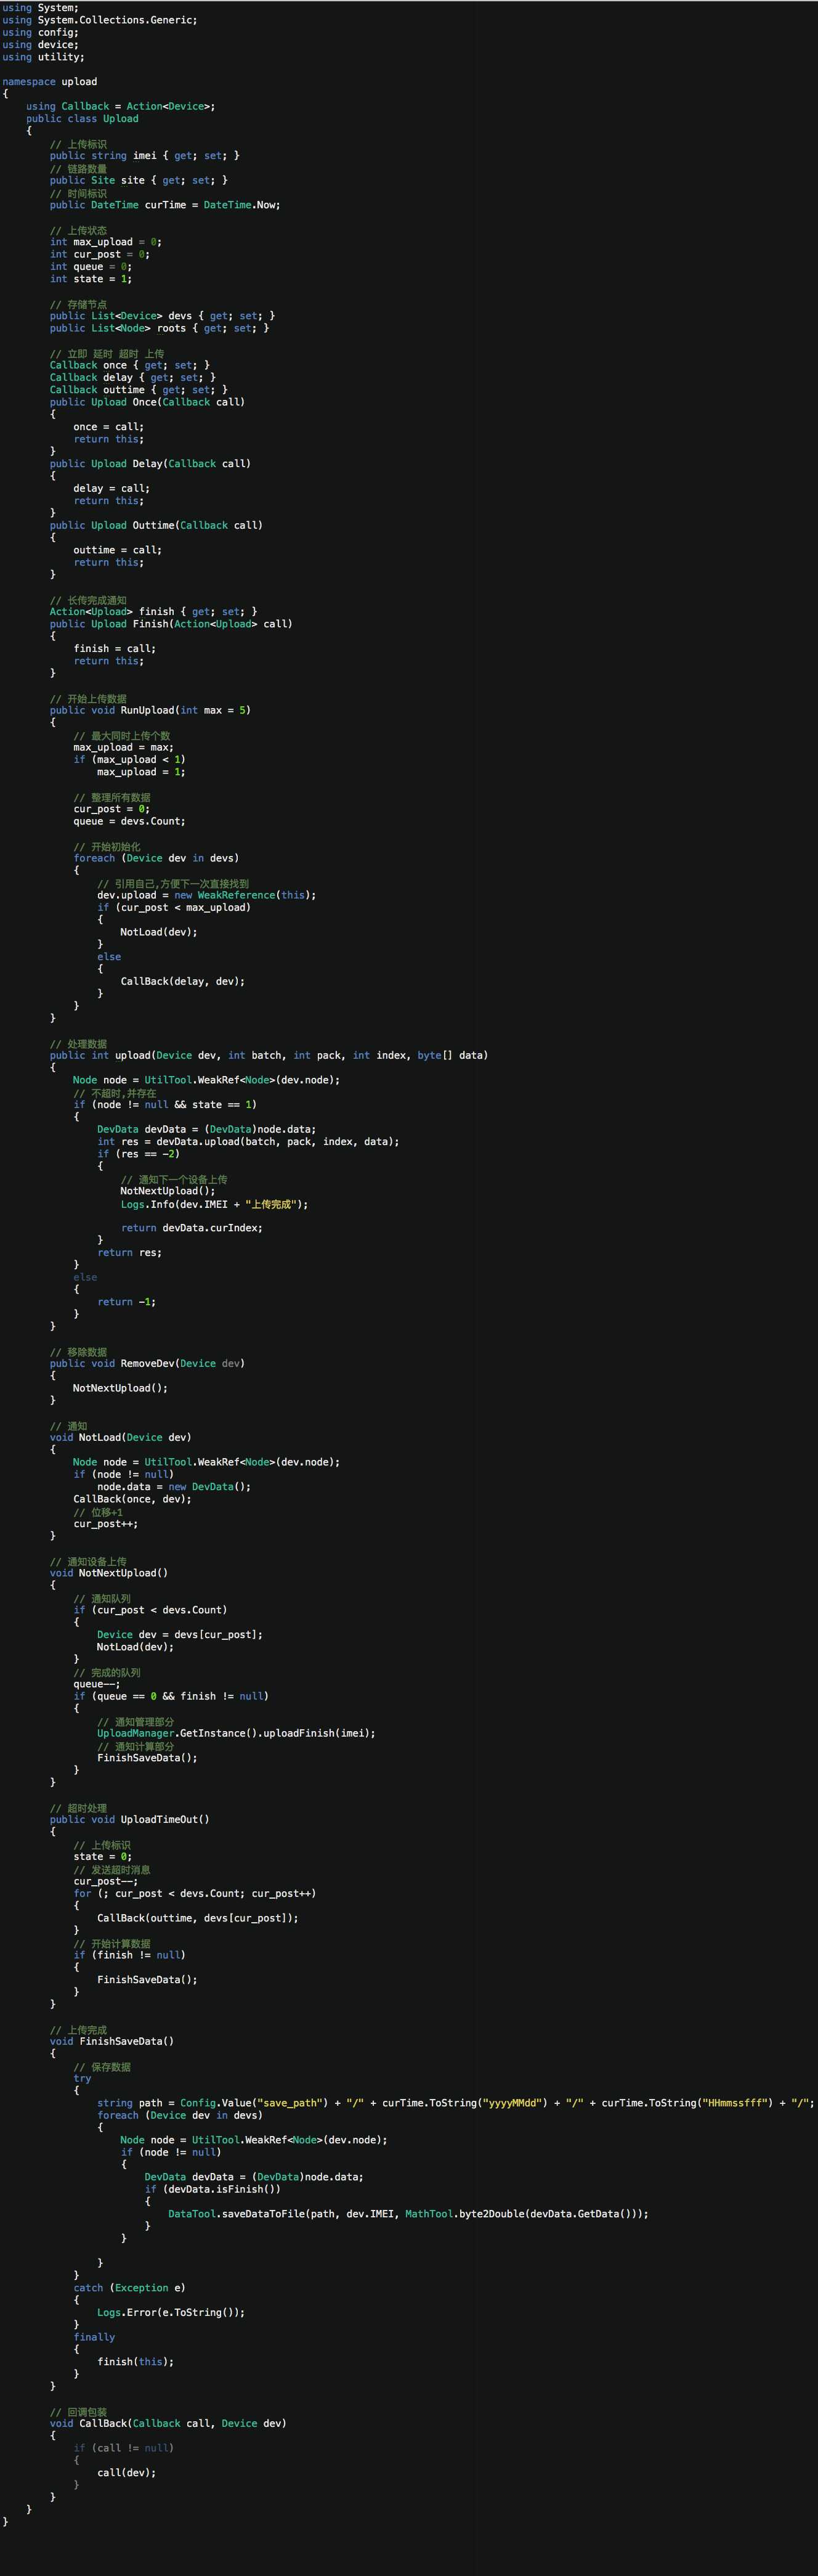 using System;
using System.Collections.Generic;
using config;
using device;
using utility;
namespace upload
{
using Callback = Action<Device>;
public class Upload
{
// 上传标识
public string imei { get; set; }
// 链路数量
public Site site { get; set; }
// 时间标识
public DateTime curTime = DateTime.Now;
// 上传状态
int max_upload = 0;
int cur_post = 0;
int queue = 0;
int state = 1;
// 存储节点
public List<Device> devs { get; set; }
public List<Node> roots { get; set; }
// 立即 延时 超时 上传
Callback once { get; set; }
Callback delay { get; set; }
Callback outtime { get; set; }
public Upload Once(Callback call)
{
once = call;
return this;
}
public Upload Delay(Callback call)
{
delay = call;
return this;
}
public Upload Outtime(Callback call)
{
outtime = call;
return this;
}
// 长传完成通知
Action<Upload> finish { get; set; }
public Upload Finish(Action<Upload> call)
{
finish = call;
return this;
}
// 开始上传数据
public void RunUpload(int max = 5)
{
// 最大同时上传个数
max_upload = max;
if (max_upload < 1)
max_upload = 1;
// 整理所有数据
cur_post = 0;
queue = devs.Count;
// 开始初始化
foreach (Device dev in devs)
{
// 引用自己,方便下一次直接找到
dev.upload = new WeakReference(this);
if (cur_post < max_upload)
{
NotLoad(dev);
}
else
{
CallBack(delay, dev);
}
}
}
// 处理数据
public int upload(Device dev, int batch, int pack, int index, byte[] data)
{
Node node = UtilTool.WeakRef<Node>(dev.node);
// 不超时,并存在
if (node != null && state == 1)
{
DevData devData = (DevData)node.data;
int res = devData.upload(batch, pack, index, data);
if (res == -2)
{
// 通知下一个设备上传
NotNextUpload();
Logs.Info(dev.IMEI + "上传完成");
return devData.curIndex;
}
return res;
}
else
{
return -1;
}
}
// 移除数据
public void RemoveDev(Device dev)
{
NotNextUpload();
}
// 通知
void NotLoad(Device dev)
{
Node node = UtilTool.WeakRef<Node>(dev.node);
if (node != null)
node.data = new DevData();
CallBack(once, dev);
// 位移+1
cur_post++;
}
// 通知设备上传
void NotNextUpload()
{
// 通知队列
if (cur_post < devs.Count)
{
Device dev = devs[cur_post];
NotLoad(dev);
}
// 完成的队列
queue--;
if (queue == 0 && finish != null)
{
// 通知管理部分
UploadManager.GetInstance().uploadFinish(imei);
// 通知计算部分
FinishSaveData();
}
}
// 超时处理
public void UploadTimeOut()
{
// 上传标识
state = 0;
// 发送超时消息
cur_post--;
for (; cur_post < devs.Count; cur_post++)
{
CallBack(outtime, devs[cur_post]);
}
// 开始计算数据
if (finish != null)
{
FinishSaveData();
}
}
// 上传完成
void FinishSaveData()
{
// 保存数据
try
{
string path = Config.Value("save_path") + "/" + curTime.ToString("yyyyMMdd") + "/" + curTime.ToString("HHmmssfff") + "/";
foreach (Device dev in devs)
{
Node node = UtilTool.WeakRef<Node>(dev.node);
if (node != null)
{
DevData devData = (DevData)node.data;
if (devData.isFinish())
{
DataTool.saveDataToFile(path, dev.IMEI, MathTool.byte2Double(devData.GetData()));
}
}
}
}
catch (Exception e)
{
Logs.Error(e.ToString());
}
finally
{
finish(this);
}
}
// 回调包装
void CallBack(Callback call, Device dev)
{
if (call != null)
{
call(dev);
}
}
}
}